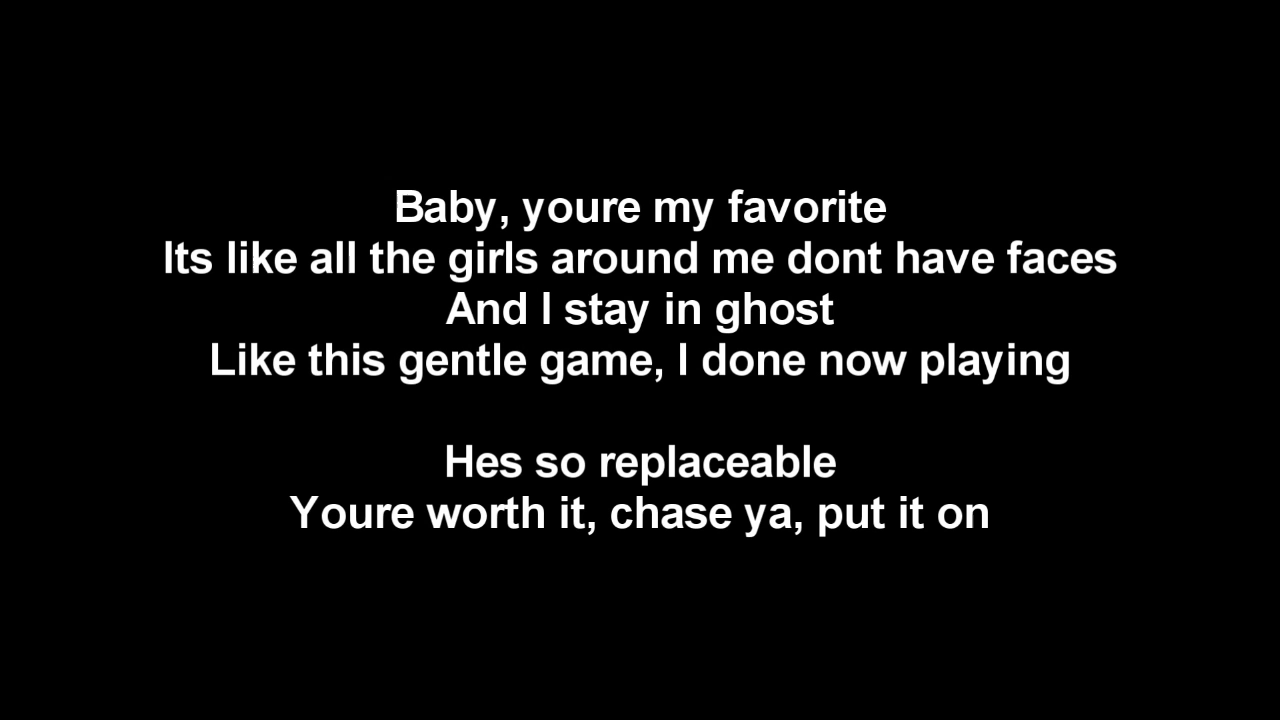 Baby, youre my favorite
Its like all the girls around me dont have faces
And I stay in ghost
Like this gentle game, I done now playing
Hes so replaceable
Youre worth it, chase ya, put it on